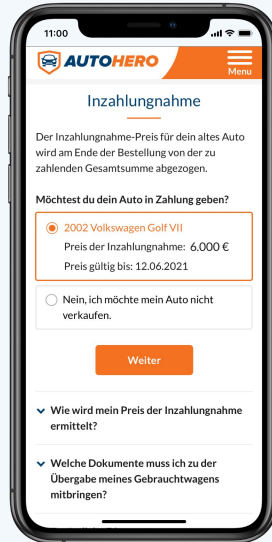 11:00
AUTOHERO
Menu
Inzahlungnahme
Der Inzahlungnahme-Preis für dein altes Auto
wird am Ende der Bestellung von der zu
zahlenden Gesamtsumme abgezogen.
Möchtest du dein Auto in Zahlung geben?
2002 Volkswagen Golf VII
Preis der Inzahlungnahme: 6.000 €
Preis gültig bis: 12.06.2021
Nein, ich möchte mein Auto nicht
verkaufen.
Weiter
Wie wird mein Preis der Inzahlungnahme
ermittelt?
Welche Dokumente muss ich zu der
Übergabe meines Gebrauchtwagens
mitbringen?